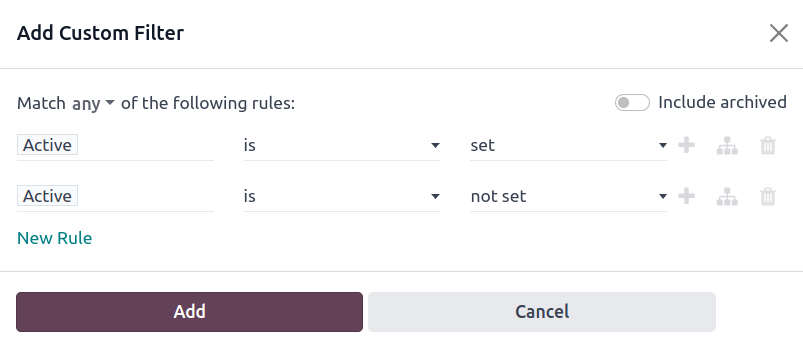 Add Custom Filter
Match any of the following rules:
Include archived
Active is set
Active is not set
New Rule
Add Cancel